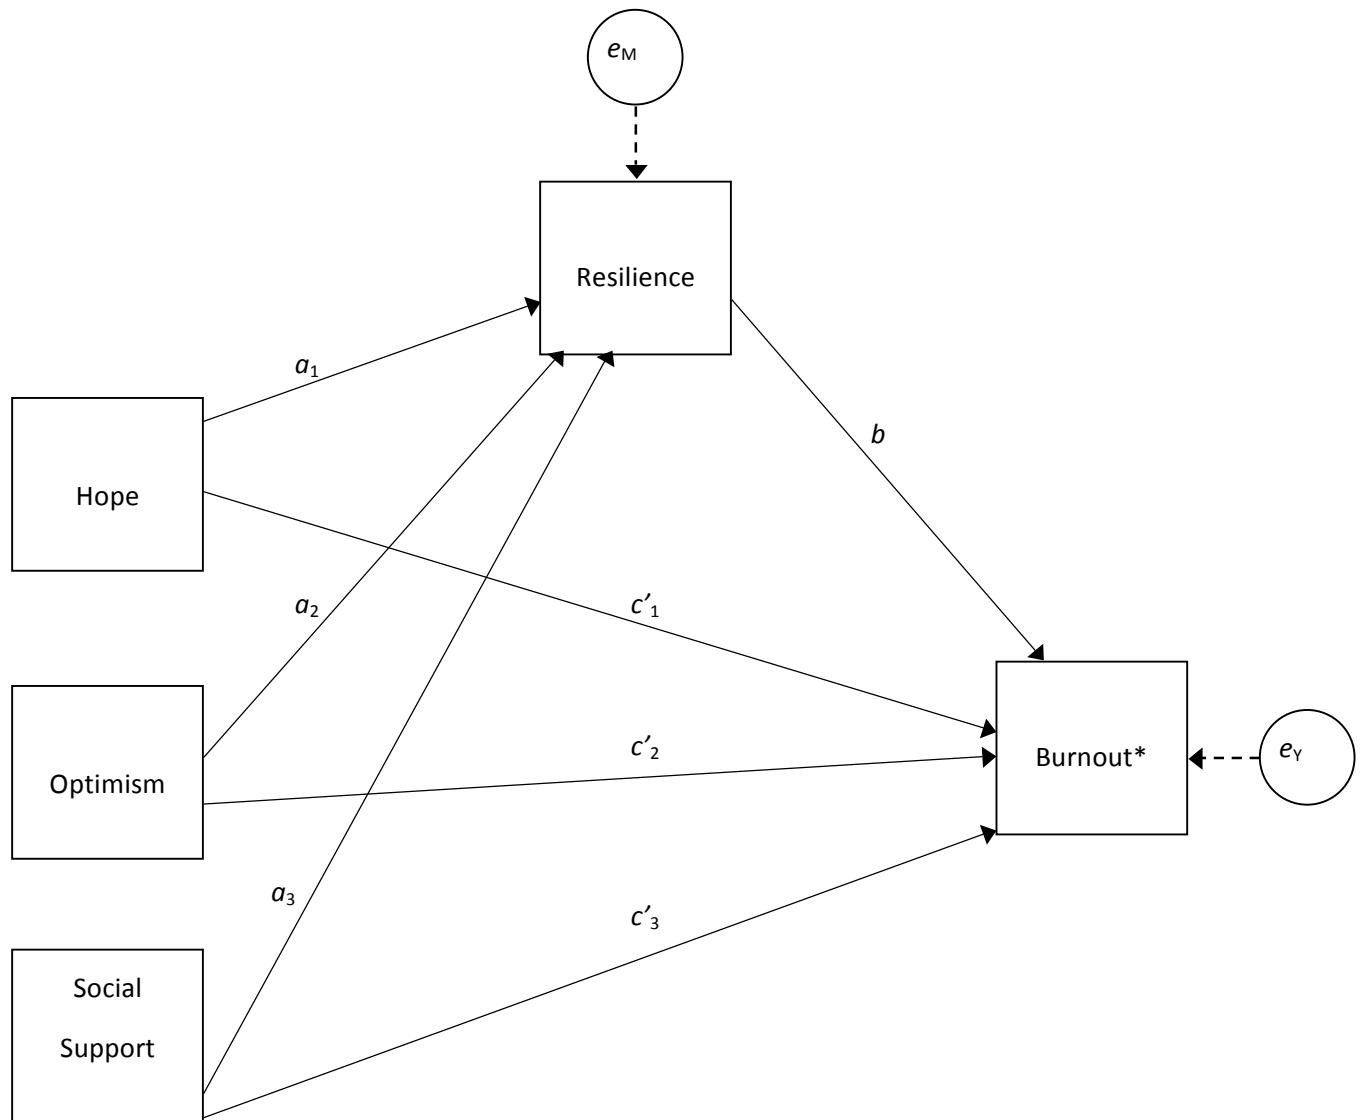 eM
Resilience
a1
b
Hope
a2
c’1
Optimism
c’2
Burnout*
eY
a3
c’3
Social
Support